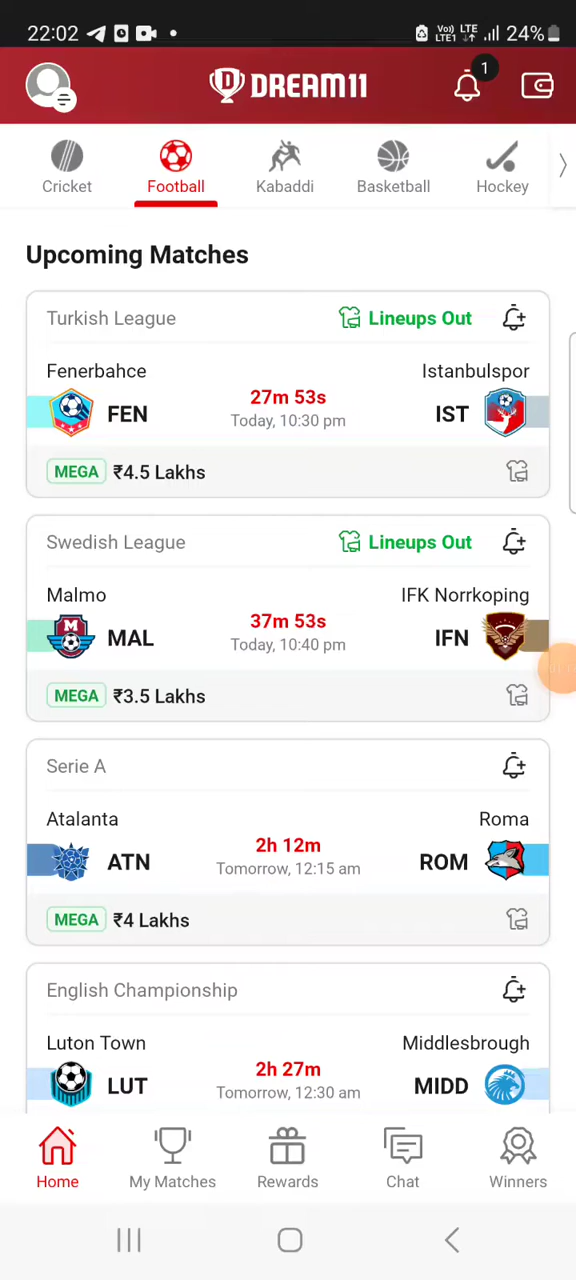 22:02 Vo)) LTE LTE1 24%
1
DREAM11
Cricket Football Kabaddi Basketball Hockey
Upcoming Matches
Turkish League Lineups Out
Fenerbahce Istanbulspor
27m 53s
FEN IST
Today, 10:30 pm
MEGA ₹4.5 Lakhs
Swedish League Lineups Out
Malmo IFK Norrkoping
37m 53s
MAL IFN
Today, 10:40 pm
MEGA ₹3.5 Lakhs
Serie A
Atalanta Roma
2h 12m
ATN ROM
Tomorrow, 12:15 am
MEGA ₹4 Lakhs
English Championship
Luton Town Middlesbrough
2h 27m
LUT MIDD
Tomorrow, 12:30 am
Home My Matches Rewards Chat Winners